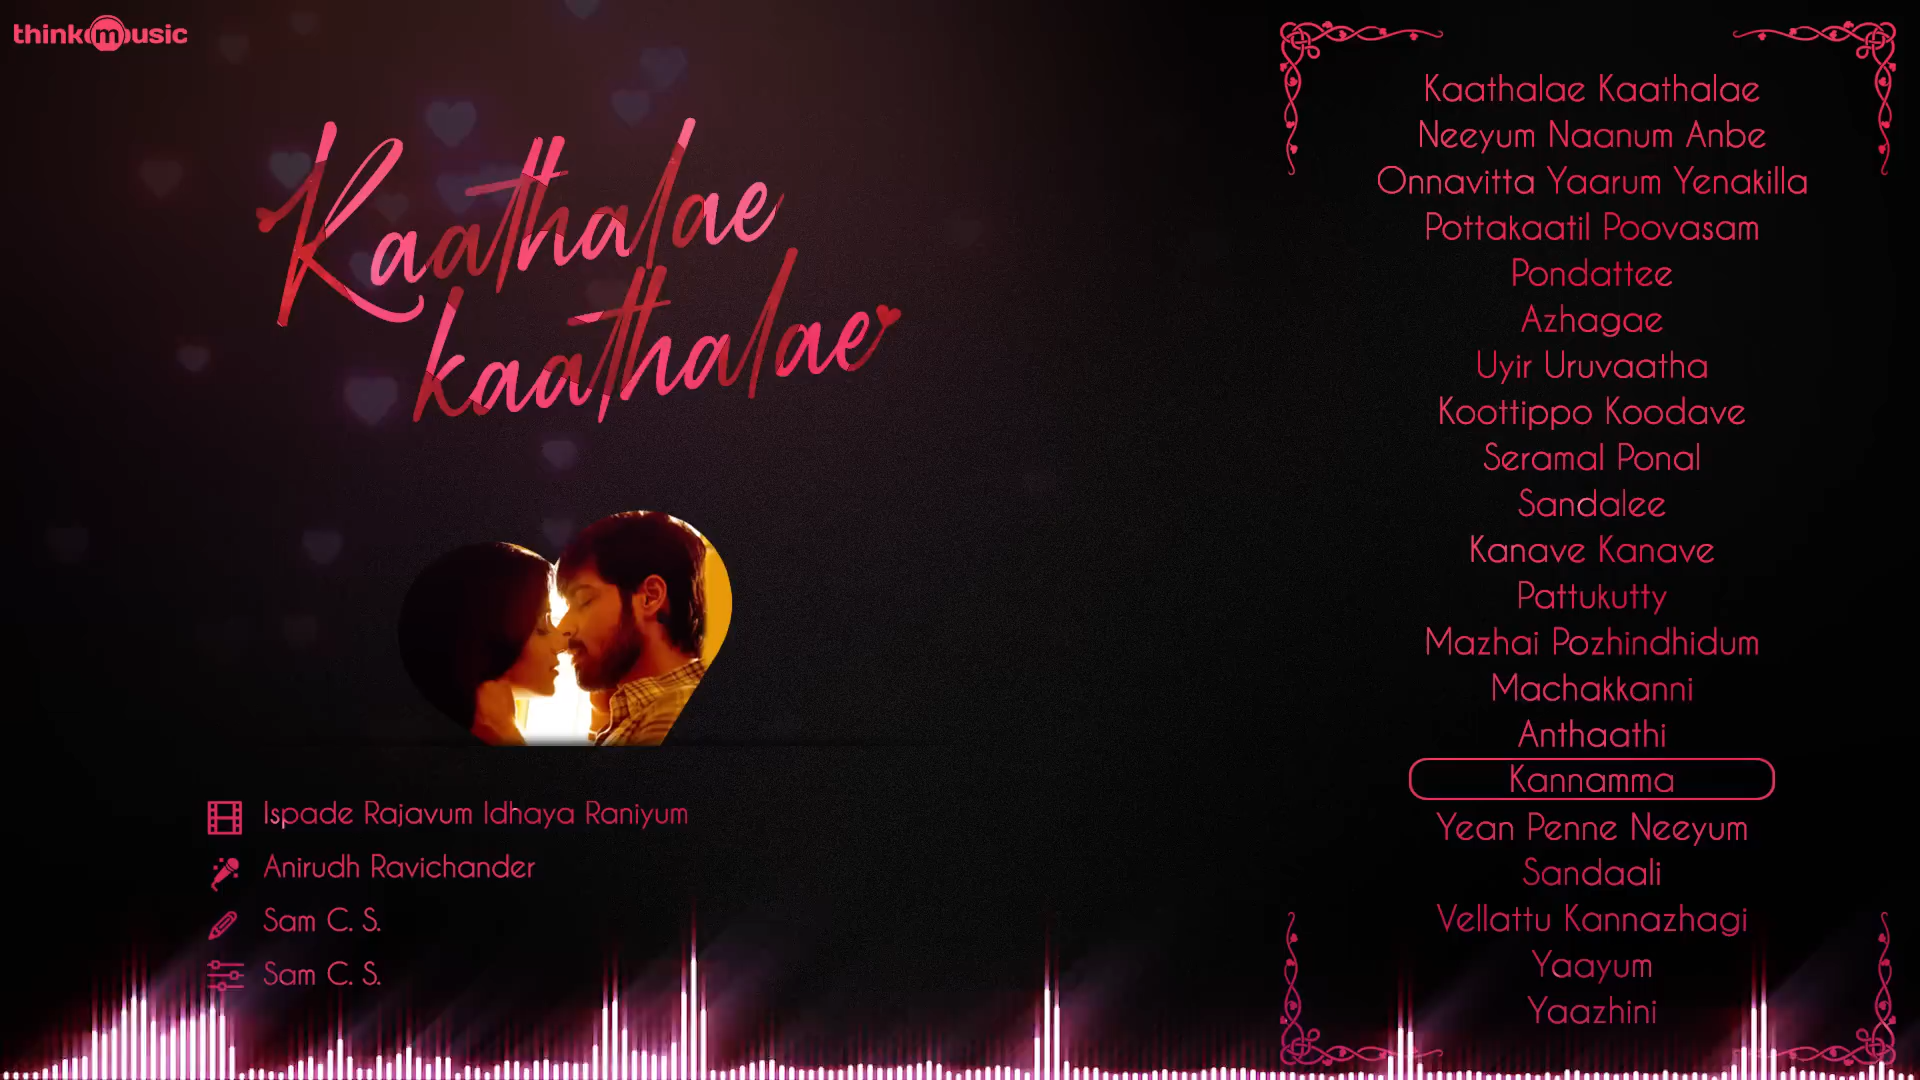 thinkmusic
Kaathalae
kaathalae
Ispade Rajavum Idhaya Raniyum
Anirudh Ravichander
Sam C. S.
Sam C. S.
Kaathalae Kaathalae
Neeyum Naanum Anbe
Onnavitta Yaarum Yenakilla
Pottakaatil Poovasam
Pondattee
Azhagae
Uyir Uruvaatha
Koottippo Koodave
Seramal Ponal
Sandalee
Kanave Kanave
Pattukutty
Mazhai Pozhindhidum
Machakkanni
Anthaathi
Kannamma
Yean Penne Neeyum
Sandaali
Vellattu Kannazhagi
Yaayum
Yaazhini